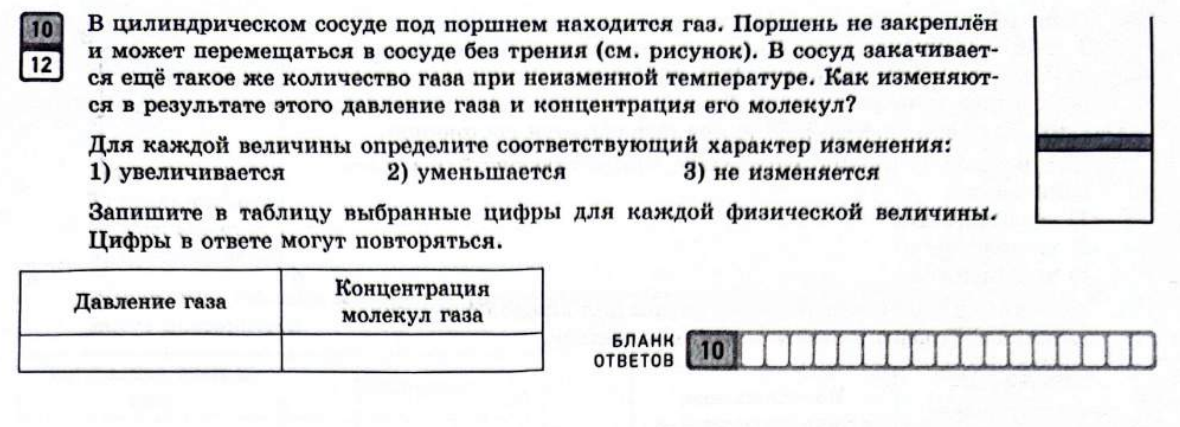 10
12
В цилиндрическом сосуде под поршнем находится газ. Поршень не закреплён
и может перемещаться в сосуде без трения (см. рисунок). В сосуд закачивает-
ся ещё такое же количество газа при неизменной температуре. Как изменяют-
ся в результате этого давление газа и концентрация его молекул?
Для каждой величины определите соответствующий характер изменения:
1) увеличивается 2) уменьшается 3) не изменяется
Запишите в таблицу выбранные цифры для каждой физической величины.
Цифры в ответе могут повторяться.
Давление газа
Концентрация
молекул газа
БЛАНК
ОТВЕТОВ
10